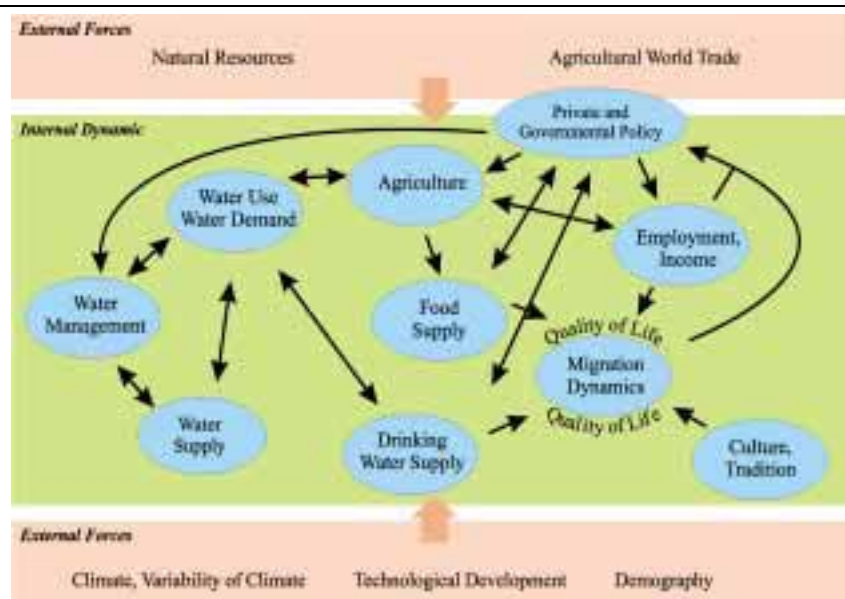 External Forces
Natural Resources
Agricultural World Trade
Internal Dynamic
Private and
Governmental Policy
Agriculture
Water Use
Water Demand
Employment,
Income
Water
Management
Food
Supply
Quality of Life
Migration
Dynamics
Quality of Life
Water
Supply
Drinking
Water Supply
Culture,
Tradition
External Forces
Climate, Variability of Climate
Technological Development
Demography